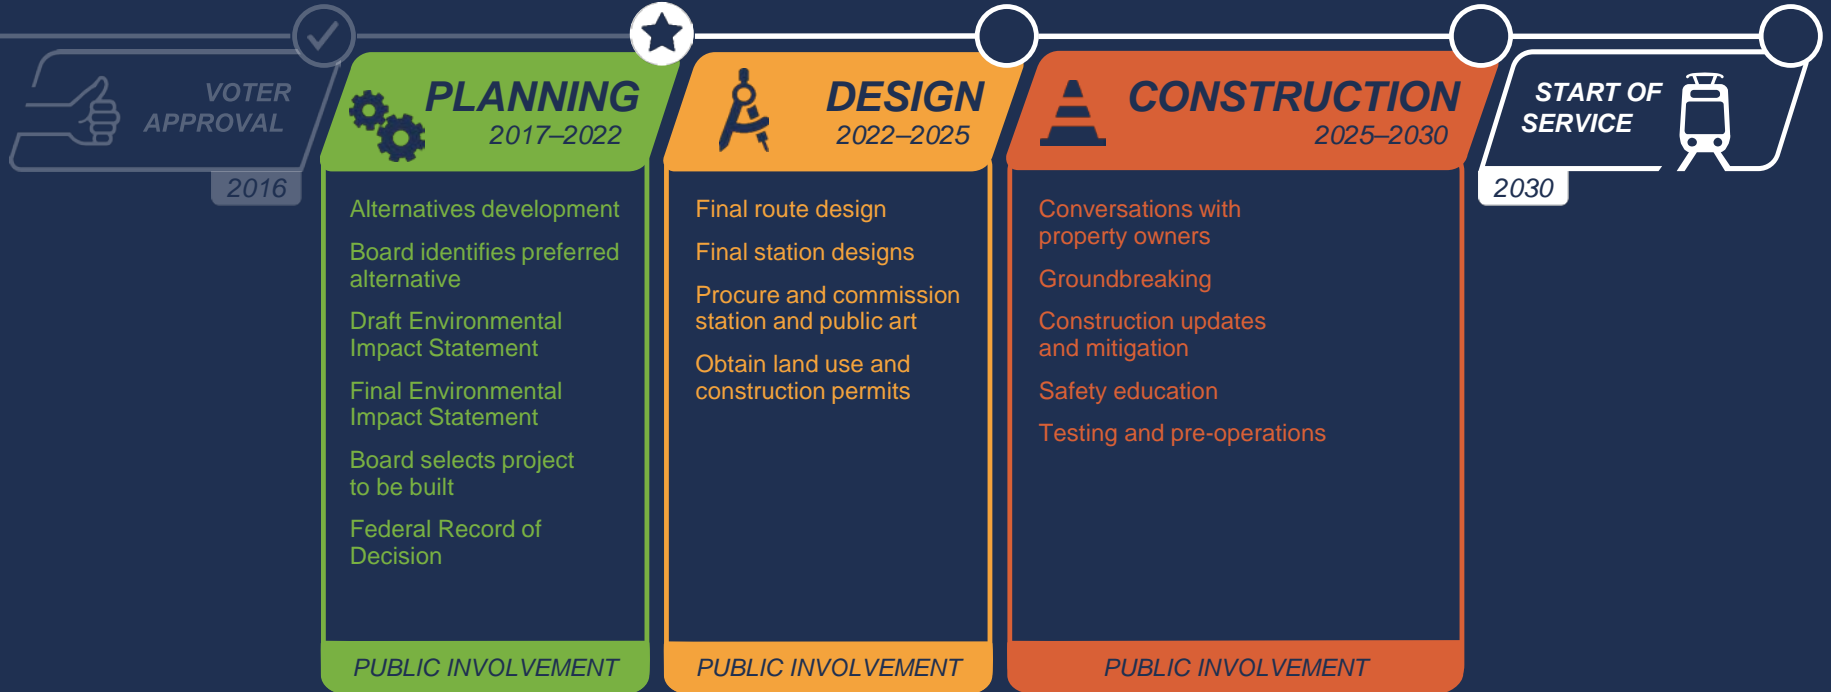 VOTER
APPROVAL
2016
PLANNING
2017–2022
Alternatives development
Board identifies preferred
alternative
Draft Environmental
Impact Statement
Final Environmental
Impact Statement
Board selects project
to be built
Federal Record of
Decision
PUBLIC INVOLVEMENT
DESIGN
2022–2025
Final route design
Final station designs
Procure and commission
station and public art
Obtain land use and
construction permits
PUBLIC INVOLVEMENT
CONSTRUCTION
2025–2030
Conversations with
property owners
Groundbreaking
Construction updates
and mitigation
Safety education
Testing and pre-operations
PUBLIC INVOLVEMENT
START OF
SERVICE
2030